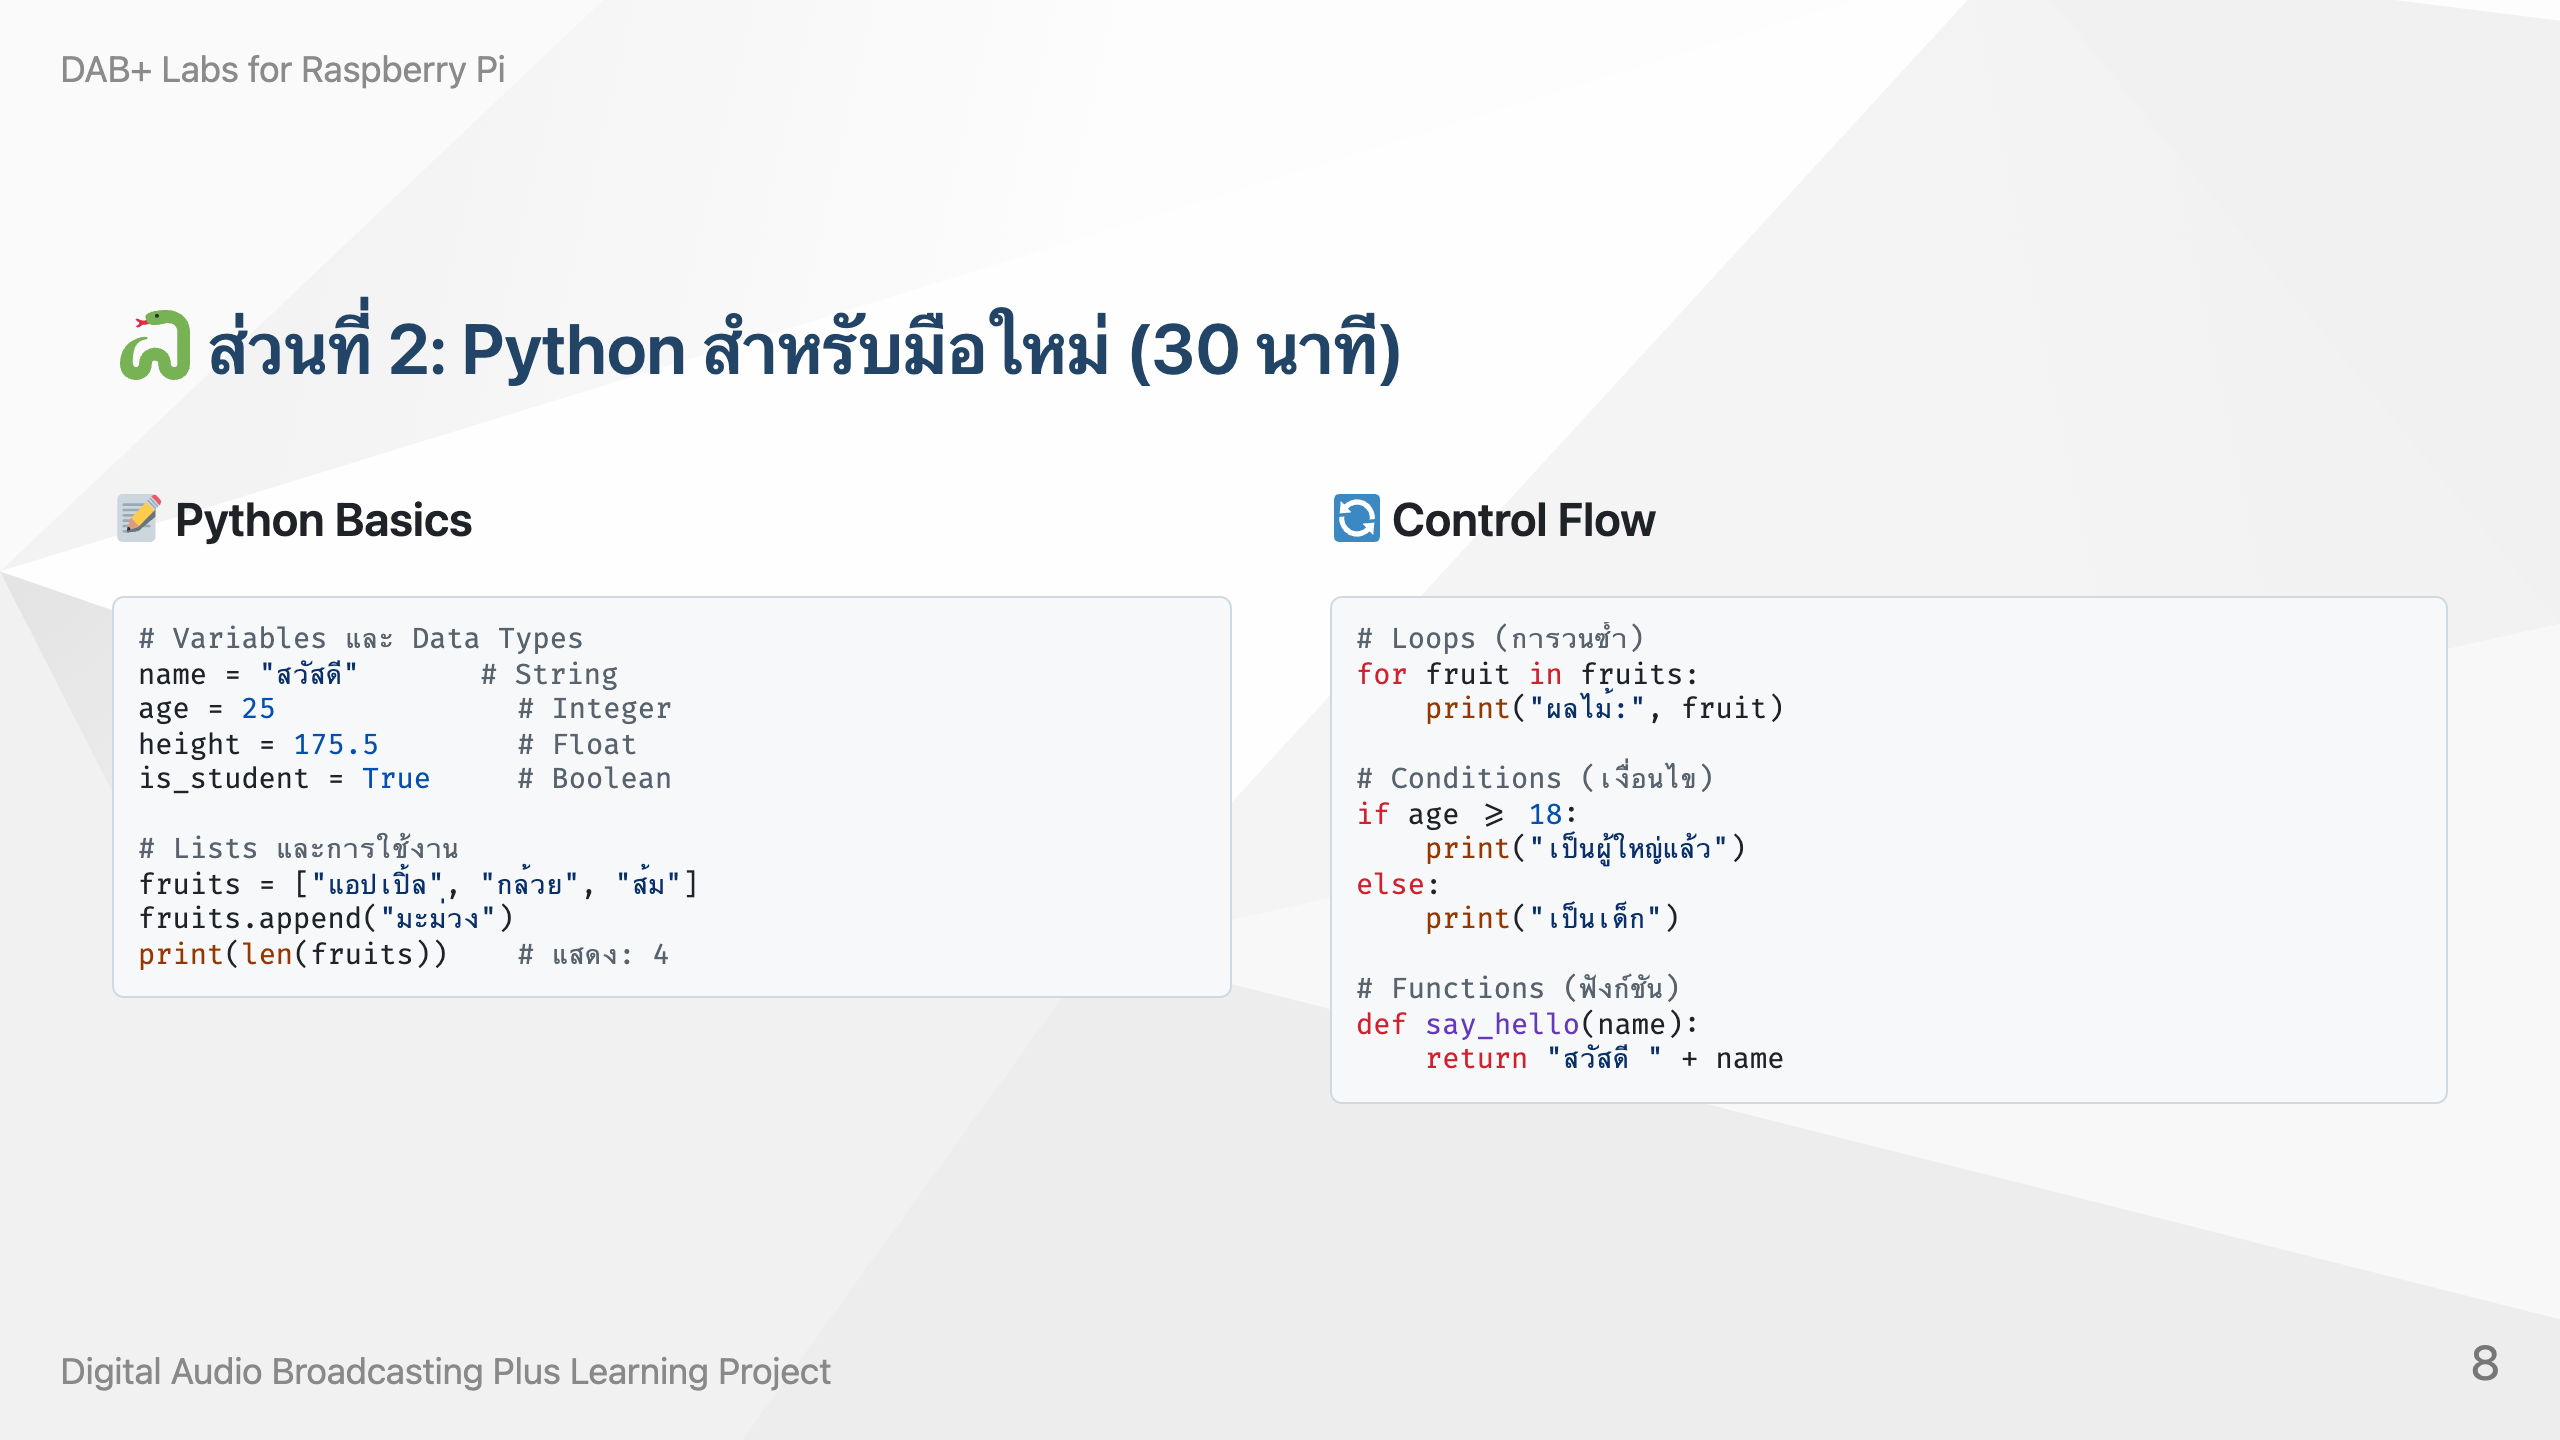 DAB+ Labs for Raspberry Pi
🐍 ส่วนที่ 2: Python สำหรับมือใหม่ (30 นาที)
📝 Python Basics
# Variables และ Data Types
name = "สวัสดี"       # String
age = 25              # Integer
height = 175.5        # Float
is_student = True     # Boolean

# Lists และการใช้งาน
fruits = ["แอปเปิ้ล", "กล้วย", "ส้ม"]
fruits.append("มะม่วง")
print(len(fruits))    # แสดง: 4
🔄 Control Flow
# Loops (การวนซ้ำ)
for fruit in fruits:
    print("ผลไม้:", fruit)

# Conditions (เงื่อนไข)
if age >= 18:
    print("เป็นผู้ใหญ่แล้ว")
else:
    print("เป็นเด็ก")

# Functions (ฟังก์ชัน)
def say_hello(name):
    return "สวัสดี " + name
Digital Audio Broadcasting Plus Learning Project
8